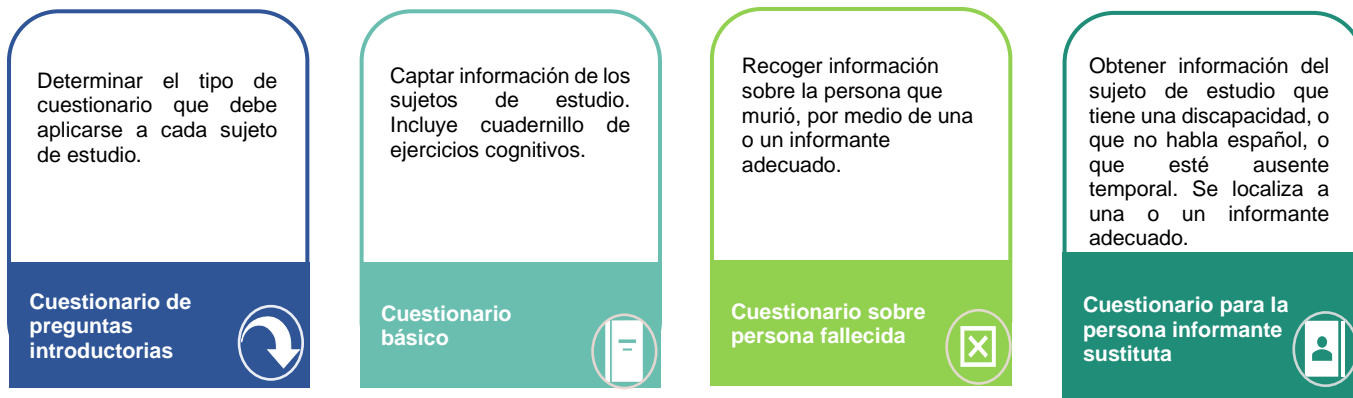 Determinar el tipo de
cuestionario que debe
aplicarse a cada sujeto
de estudio.
Cuestionario de
preguntas
introductorias
Captar información de los
sujetos de estudio.
Incluye cuadernillo de
ejercicios cognitivos.
Cuestionario
básico
Recoger información
sobre la persona que
murió, por medio de una
o un informante
adecuado.
Cuestionario sobre
persona fallecida
Obtener información del
sujeto de estudio que
tiene una discapacidad, o
que no habla español, o
que esté ausente
temporal. Se localiza a
una o un informante
adecuado.
Cuestionario para la
persona informante
sustituta